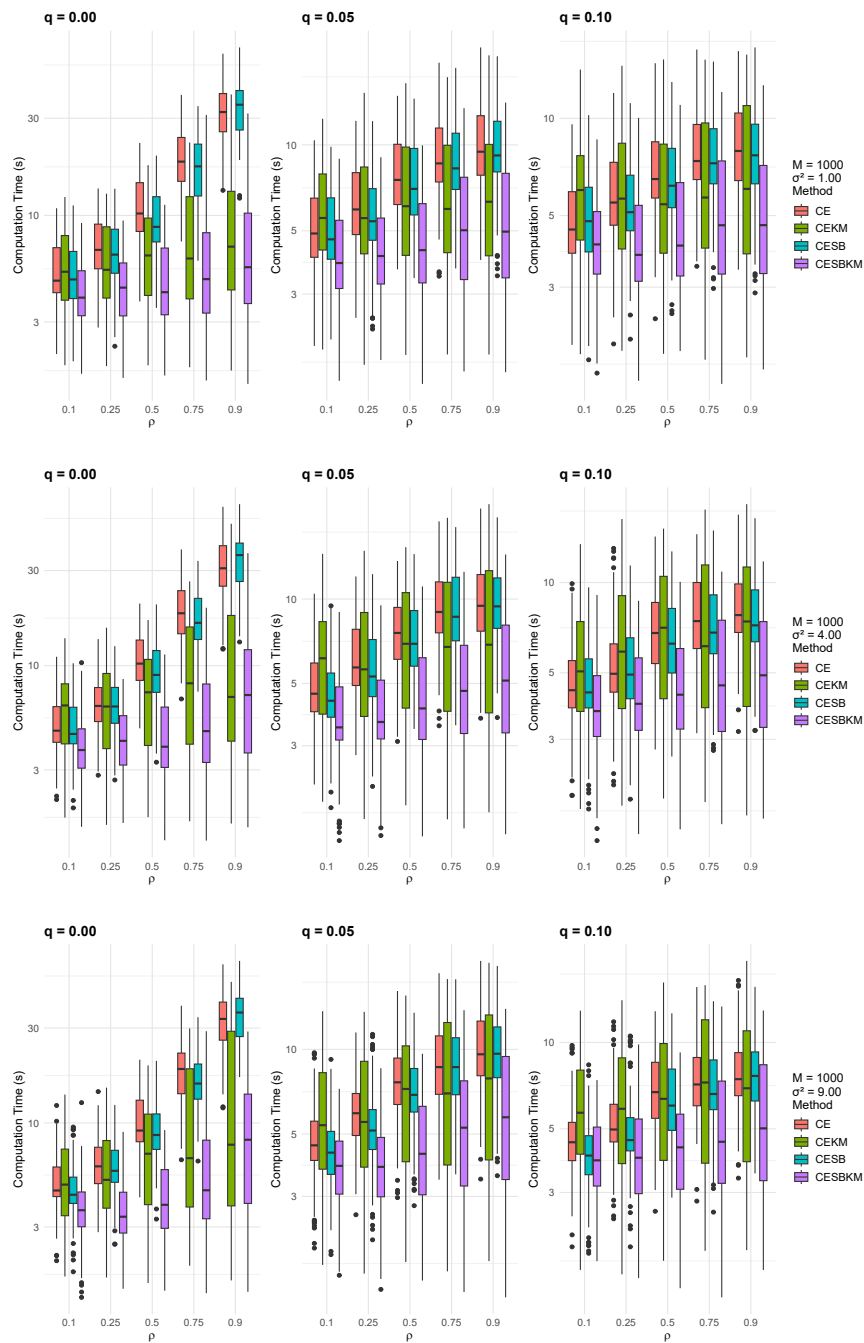 q = 0.00
q = 0.05
q = 0.10
Computation Time (s)
30
10
3
0.1 0.25 0.5 0.75 0.9
ρ
Computation Time (s)
10
5
3
0.1 0.25 0.5 0.75 0.9
ρ
Computation Time (s)
10
5
3
0.1 0.25 0.5 0.75 0.9
ρ
M = 1000
σ² = 1.00
Method
CE
CEKM
CESB
CESBKM
q = 0.00
q = 0.05
q = 0.10
Computation Time (s)
30
10
3
0.1 0.25 0.5 0.75 0.9
ρ
Computation Time (s)
10
5
3
0.1 0.25 0.5 0.75 0.9
ρ
Computation Time (s)
10
5
3
0.1 0.25 0.5 0.75 0.9
ρ
M = 1000
σ² = 4.00
Method
CE
CEKM
CESB
CESBKM
q = 0.00
q = 0.05
q = 0.10
Computation Time (s)
30
10
3
0.1 0.25 0.5 0.75 0.9
ρ
Computation Time (s)
10
5
3
0.1 0.25 0.5 0.75 0.9
ρ
Computation Time (s)
10
5
3
0.1 0.25 0.5 0.75 0.9
ρ
M = 1000
σ² = 9.00
Method
CE
CEKM
CESB
CESBKM